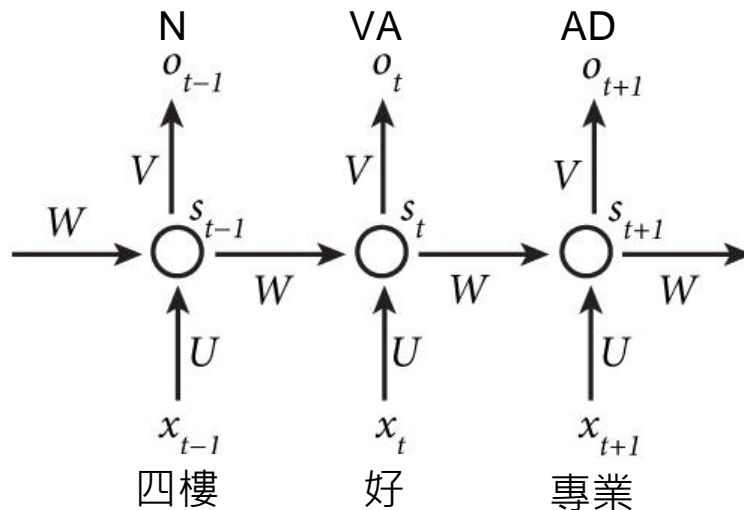 N VA AD
o_{t-1} o_t o_{t+1}
V V V
W s_{t-1} s_t s_{t+1}
W W W
U U U
x_{t-1} x_t x_{t+1}
四樓 好 專業